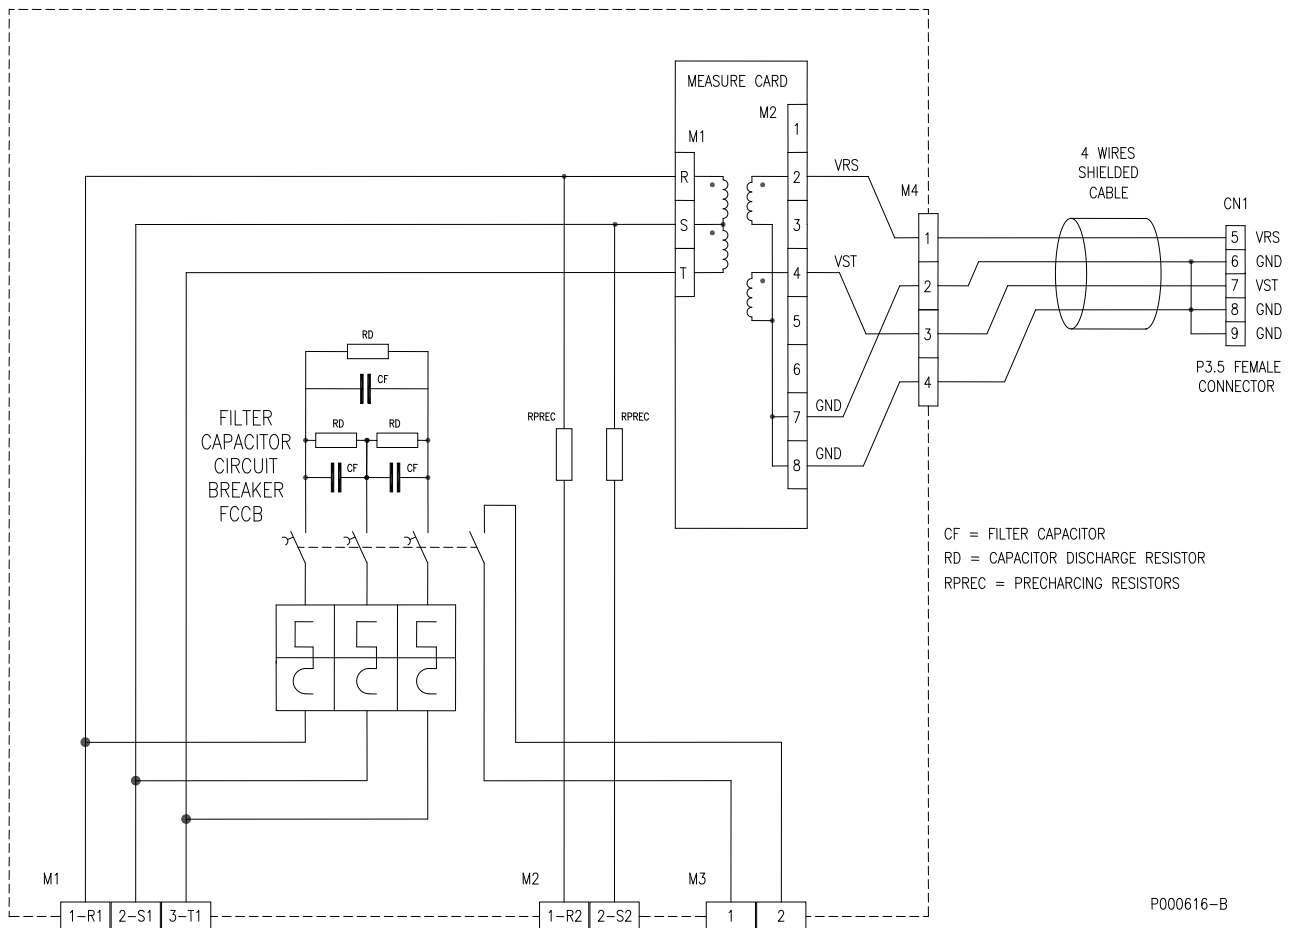 MEASURE CARD
M2
M1
1
R
2
VRS
S
3
T
4
VST
5
6
7
GND
8
GND
M4
1
2
3
4
4 WIRES
SHIELDED
CABLE
CN1
5 VRS
6 GND
7 VST
8 GND
9 GND
P3.5 FEMALE
CONNECTOR
RD
CF
RD
RD
CF
CF
FILTER
CAPACITOR
CIRCUIT
BREAKER
FCCB
RPREC
RPREC
CF = FILTER CAPACITOR
RD = CAPACITOR DISCHARGE RESISTOR
RPREC = PRECHARCING RESISTORS
M1
1-R1
2-S1
3-T1
M2
1-R2
2-S2
M3
1
2
P000616-B